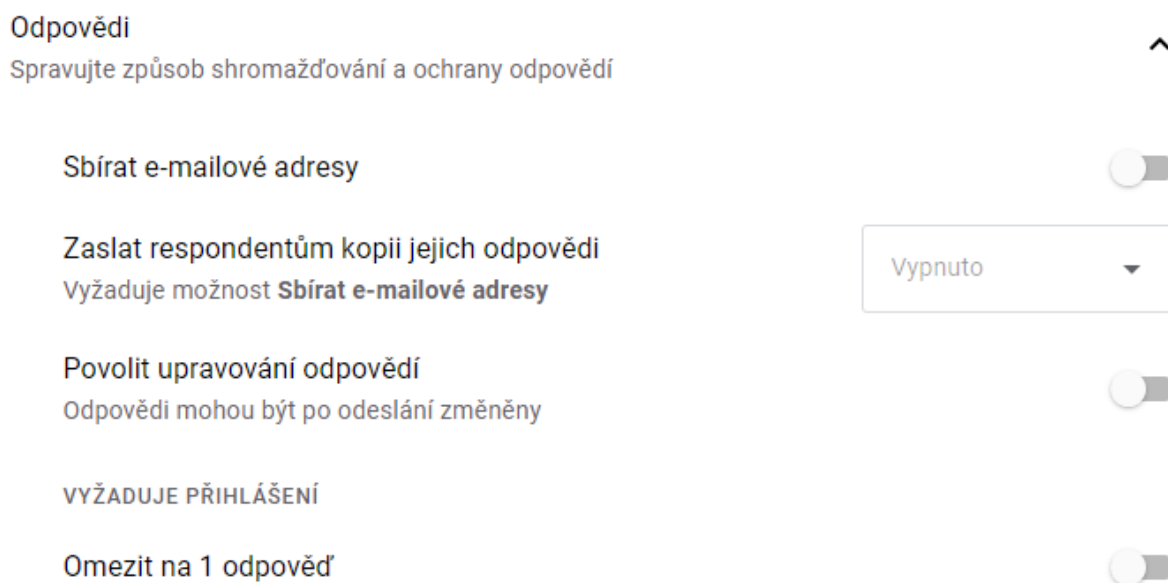 Odpovědi
Spravujte způsob shromažďování a ochrany odpovědí
Sbírat e-mailové adresy
Zaslat respondentům kopii jejich odpovědi
Vyžaduje možnost Sbírat e-mailové adresy
Vypnuto
Povolit upravování odpovědí
Odpovědi mohou být po odeslání změněny
VYŽADUJE PŘIHLÁŠENÍ
Omezit na 1 odpověď